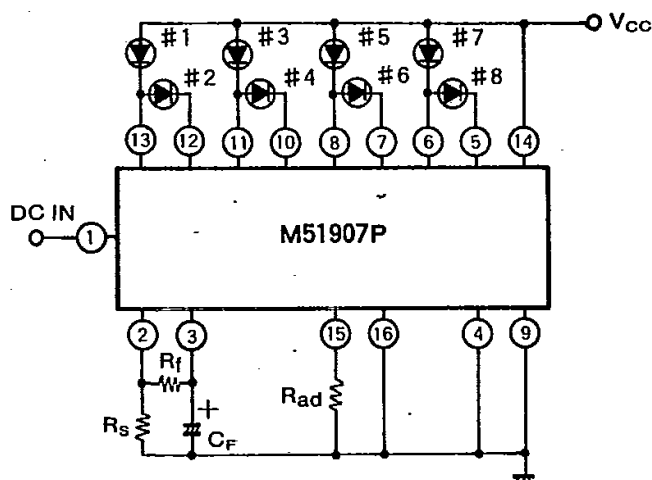 VCC
#1 #3 #5 #7
#2 #4 #6 #8
13 12 11 10 8 7 6 5 14
DC IN
1
M51907P
2 3 15 16 4 9
Rf
Rad
RS
+
CF